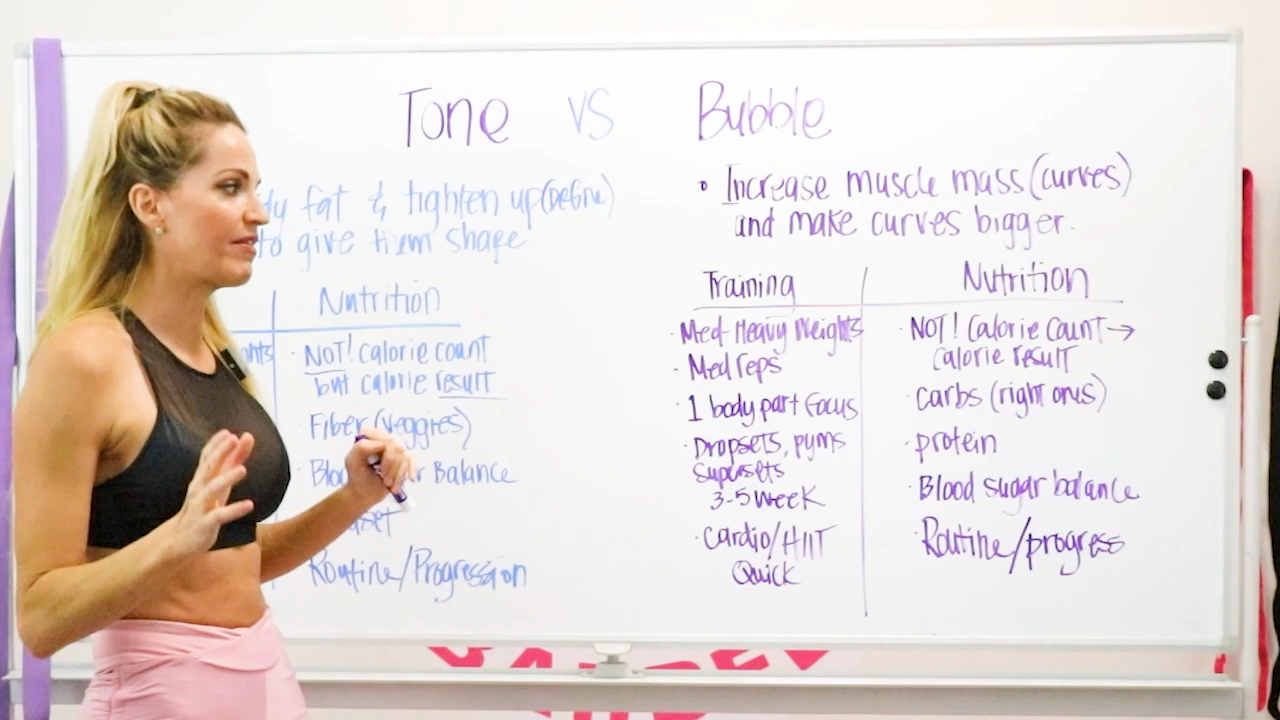 Tone VS Bubble
fat & tighten up (Define)
to give them shape
Nutrition
NOT! calorie count
but calorie result
Fiber (veggies)
Balance
Routine/Progression
• Increase muscle mass (curves)
and make curves bigger.
Training
· Med Heavy Weights
· Med reps
· 1 body part focus
· Dropsets, pyms
supersets
3-5 week
· Cardio/HIIT
Quick
Nutrition
· NOT! Calorie Count →
calorie result
· carbs (right ones)
· protein
· Blood sugar balance
· Routine/progress